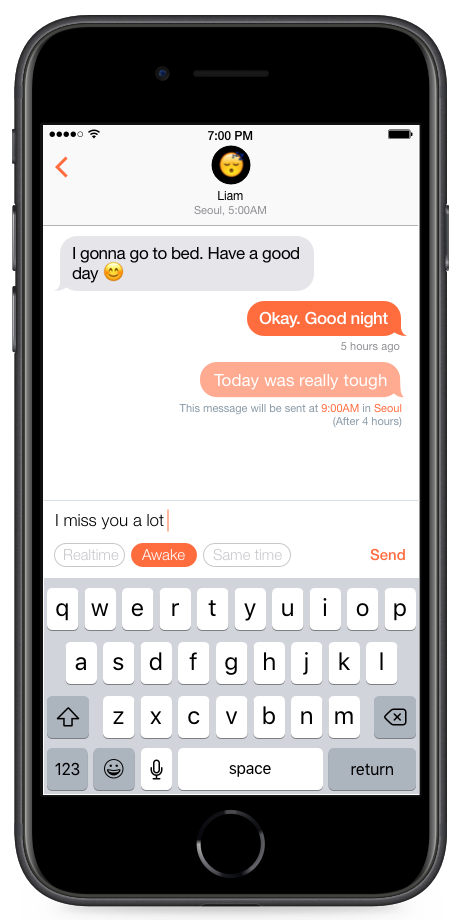 7:00 PM
Liam
Seoul, 5:00AM
I gonna go to bed. Have a good
day 😊
Okay. Good night
5 hours ago
Today was really tough
This message will be sent at 9:00AM in Seoul
(After 4 hours)
I miss you a lot
Realtime Awake Same time Send
q w e r t y u i o p
a s d f g h j k l
z x c v b n m
123 space return